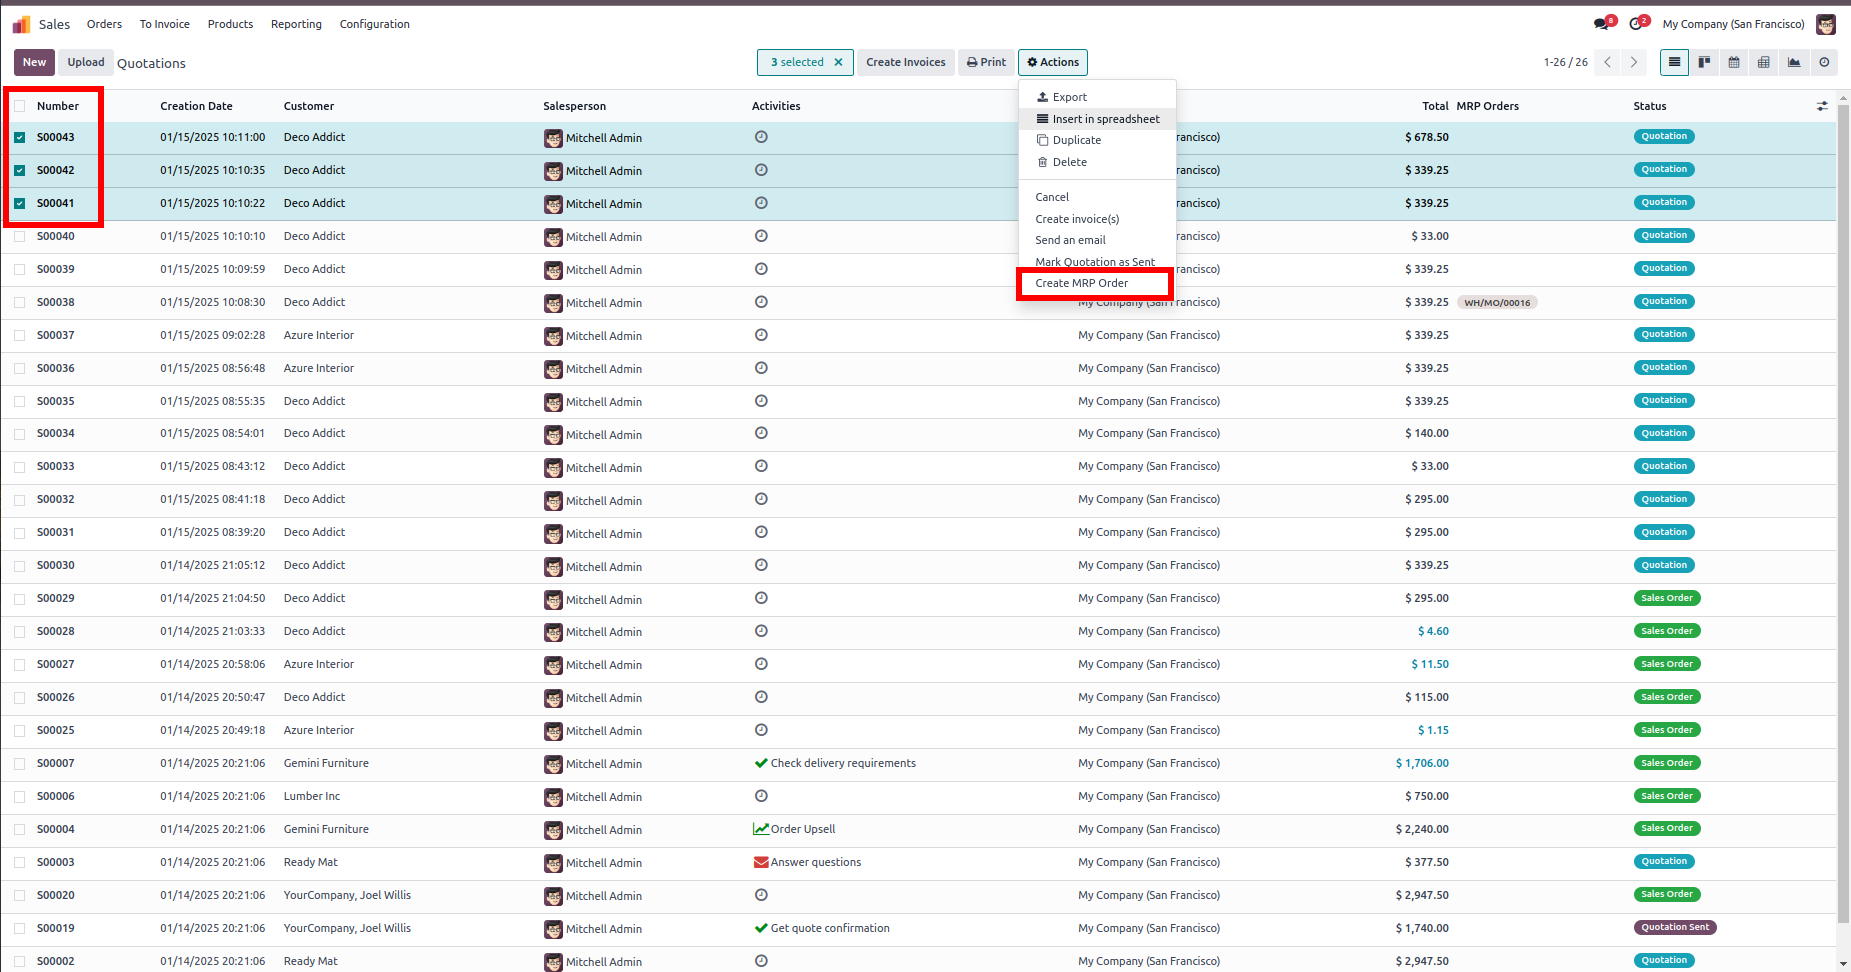 Sales Orders To Invoice Products Reporting Configuration 8 2 My Company (San Francisco)
New Upload Quotations 3 selected × Create Invoices Print Actions 1-26 / 26
Number Creation Date Customer Salesperson Activities Total MRP Orders Status
Export
Insert in spreadsheet
Duplicate
Delete
Cancel
Create invoice(s)
Send an email
Mark Quotation as Sent
Create MRP Order
S00043 01/15/2025 10:11:00 Deco Addict Mitchell Admin rancisco) $ 678.50 Quotation
S00042 01/15/2025 10:10:35 Deco Addict Mitchell Admin rancisco) $ 339.25 Quotation
S00041 01/15/2025 10:10:22 Deco Addict Mitchell Admin rancisco) $ 339.25 Quotation
S00040 01/15/2025 10:10:10 Deco Addict Mitchell Admin rancisco) $ 33.00 Quotation
S00039 01/15/2025 10:09:59 Deco Addict Mitchell Admin rancisco) $ 339.25 Quotation
S00038 01/15/2025 10:08:30 Deco Addict Mitchell Admin My Company (San Francisco) $ 339.25 WH/MO/00016 Quotation
S00037 01/15/2025 09:02:28 Azure Interior Mitchell Admin My Company (San Francisco) $ 339.25 Quotation
S00036 01/15/2025 08:56:48 Azure Interior Mitchell Admin My Company (San Francisco) $ 339.25 Quotation
S00035 01/15/2025 08:55:35 Deco Addict Mitchell Admin My Company (San Francisco) $ 339.25 Quotation
S00034 01/15/2025 08:54:01 Deco Addict Mitchell Admin My Company (San Francisco) $ 140.00 Quotation
S00033 01/15/2025 08:43:12 Deco Addict Mitchell Admin My Company (San Francisco) $ 33.00 Quotation
S00032 01/15/2025 08:41:18 Deco Addict Mitchell Admin My Company (San Francisco) $ 295.00 Quotation
S00031 01/15/2025 08:39:20 Deco Addict Mitchell Admin My Company (San Francisco) $ 295.00 Quotation
S00030 01/14/2025 21:05:12 Deco Addict Mitchell Admin My Company (San Francisco) $ 339.25 Quotation
S00029 01/14/2025 21:04:50 Deco Addict Mitchell Admin My Company (San Francisco) $ 295.00 Sales Order
S00028 01/14/2025 21:03:33 Deco Addict Mitchell Admin My Company (San Francisco) $ 4.60 Sales Order
S00027 01/14/2025 20:58:06 Azure Interior Mitchell Admin My Company (San Francisco) $ 11.50 Sales Order
S00026 01/14/2025 20:50:47 Deco Addict Mitchell Admin My Company (San Francisco) $ 115.00 Sales Order
S00025 01/14/2025 20:49:18 Azure Interior Mitchell Admin My Company (San Francisco) $ 1.15 Sales Order
S00007 01/14/2025 20:21:06 Gemini Furniture Mitchell Admin Check delivery requirements My Company (San Francisco) $ 1,706.00 Sales Order
S00006 01/14/2025 20:21:06 Lumber Inc Mitchell Admin My Company (San Francisco) $ 750.00 Sales Order
S00004 01/14/2025 20:21:06 Gemini Furniture Mitchell Admin Order Upsell My Company (San Francisco) $ 2,240.00 Sales Order
S00003 01/14/2025 20:21:06 Ready Mat Mitchell Admin Answer questions My Company (San Francisco) $ 377.50 Quotation
S00020 01/14/2025 20:21:06 YourCompany, Joel Willis Mitchell Admin My Company (San Francisco) $ 2,947.50 Sales Order
S00019 01/14/2025 20:21:06 YourCompany, Joel Willis Mitchell Admin Get quote confirmation My Company (San Francisco) $ 1,740.00 Quotation Sent
S00002 01/14/2025 20:21:06 Ready Mat Mitchell Admin My Company (San Francisco) $ 2,947.50 Quotation